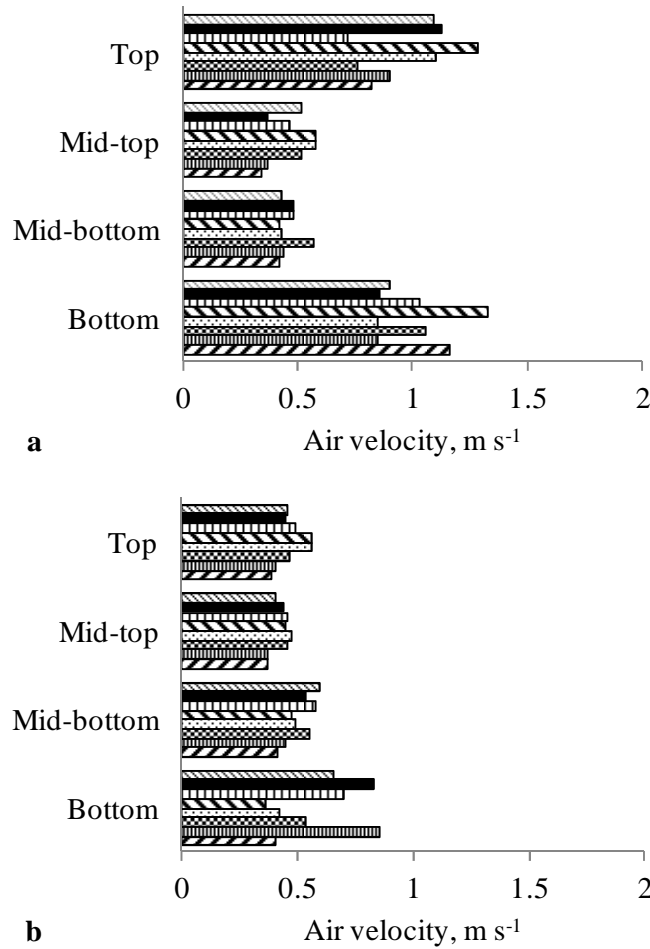 Top
Mid-top
Mid-bottom
Bottom
0 0.5 1 1.5 2
a Air velocity, m s⁻¹
Top
Mid-top
Mid-bottom
Bottom
0 0.5 1 1.5 2
b Air velocity, m s⁻¹